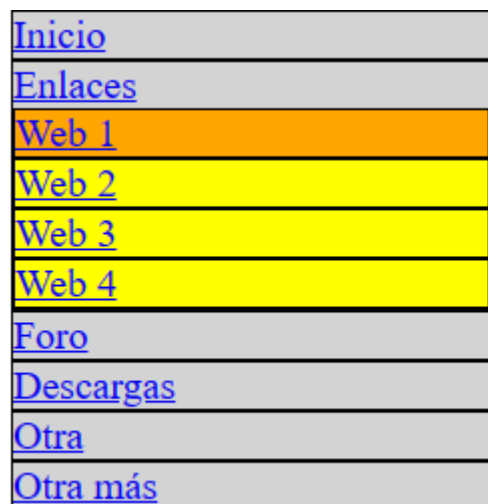 Inicio
Enlaces
Web 1
Web 2
Web 3
Web 4
Foro
Descargas
Otra
Otra más